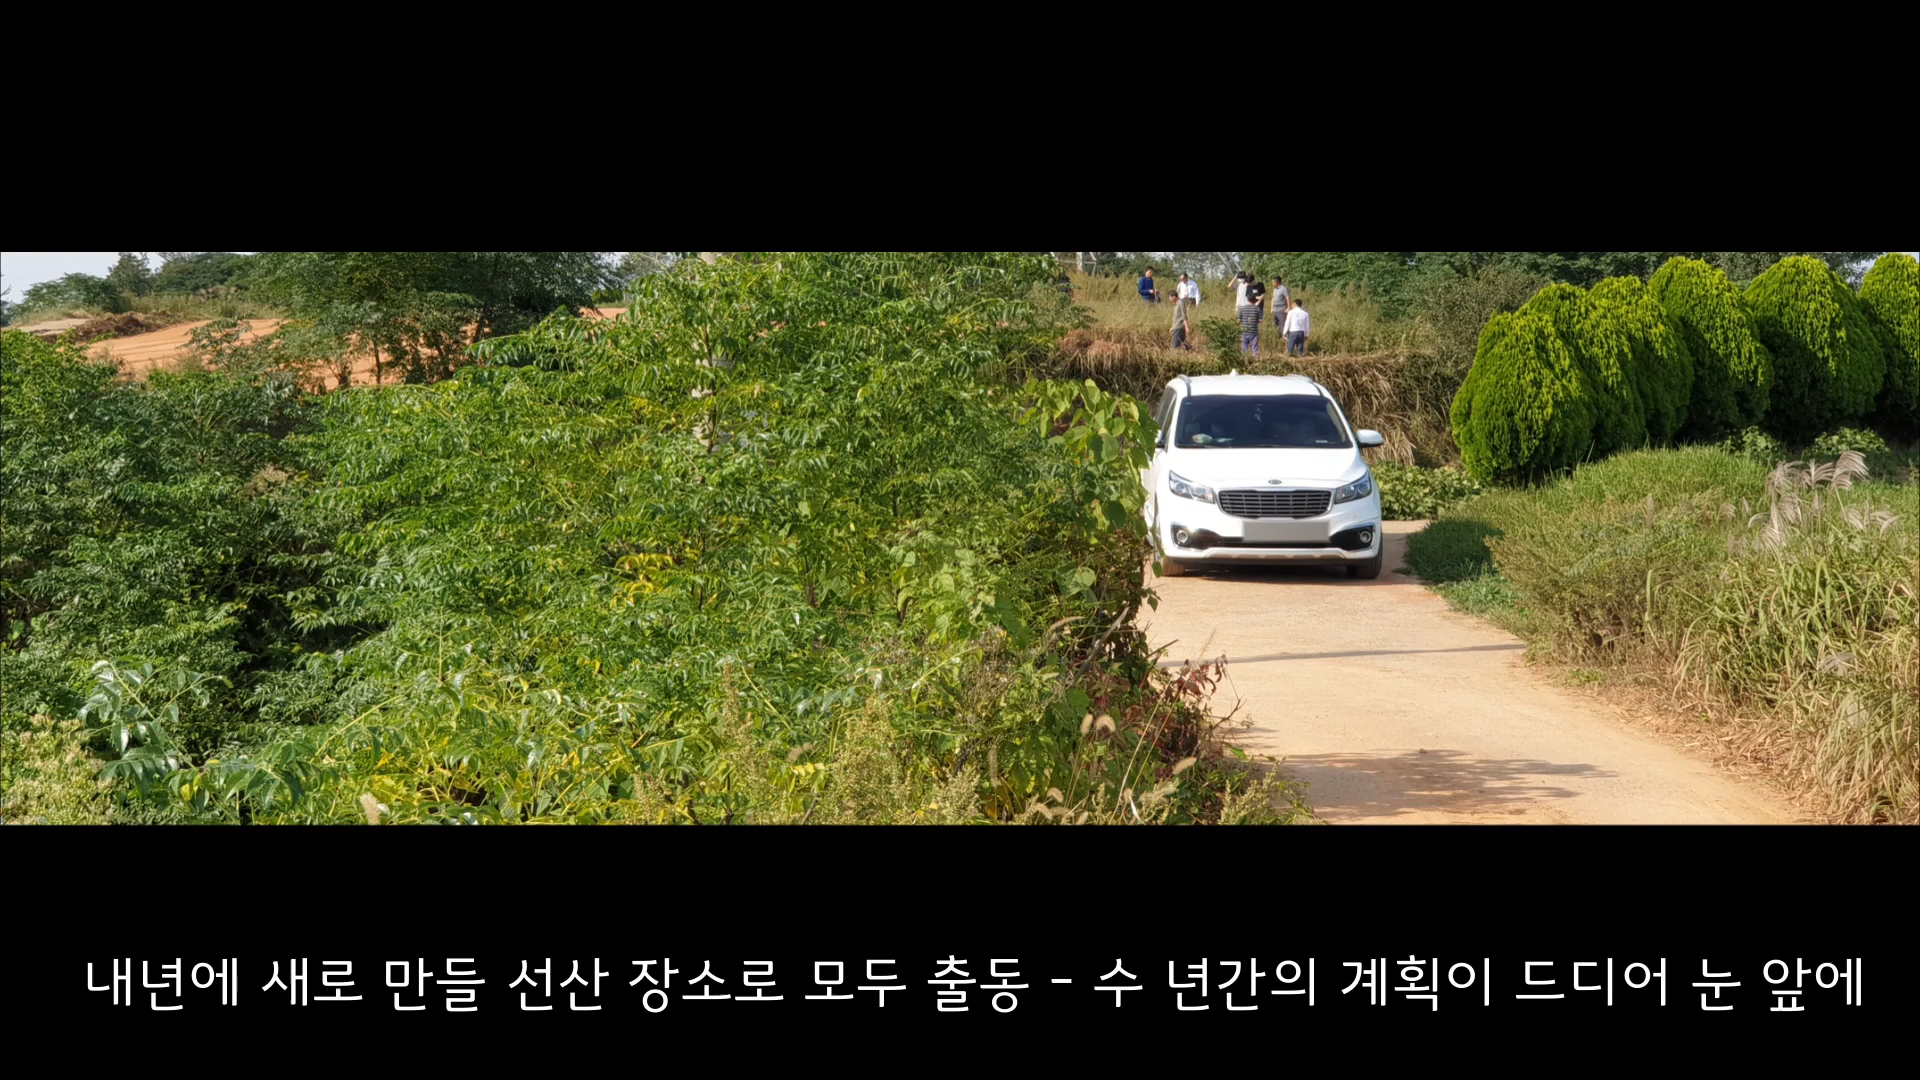 내년에 새로 만들 선산 장소로 모두 출동 - 수 년간의 계획이 드디어 눈 앞에